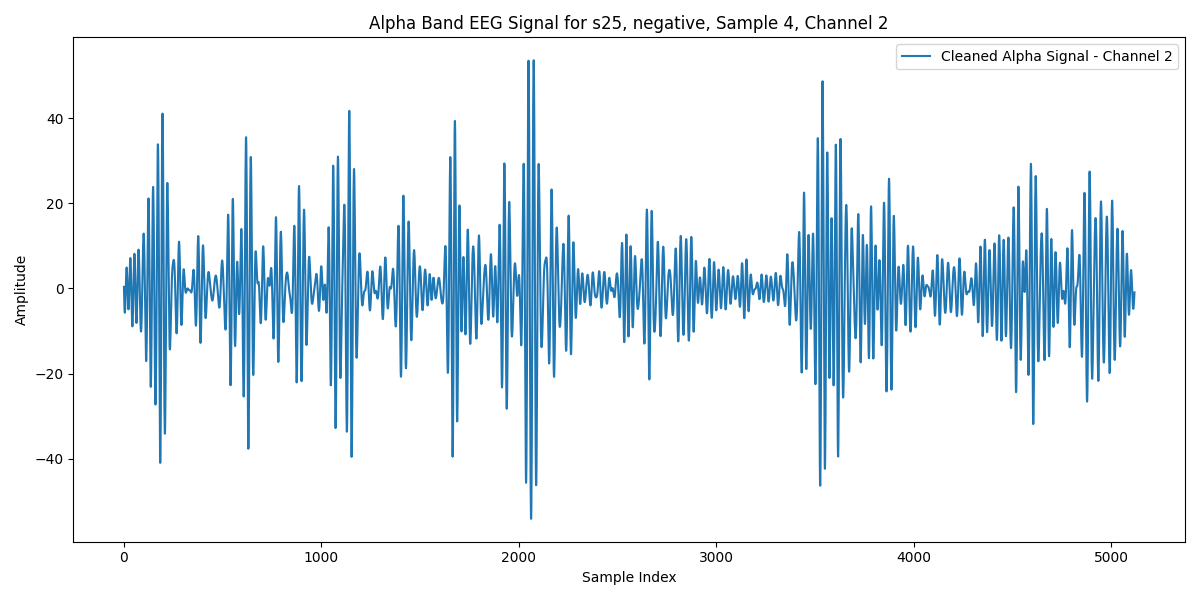 Alpha Band EEG Signal for s25, negative, Sample 4, Channel 2
Cleaned Alpha Signal - Channel 2
Amplitude
40
20
0
−20
−40
0
1000
2000
3000
4000
5000
Sample Index